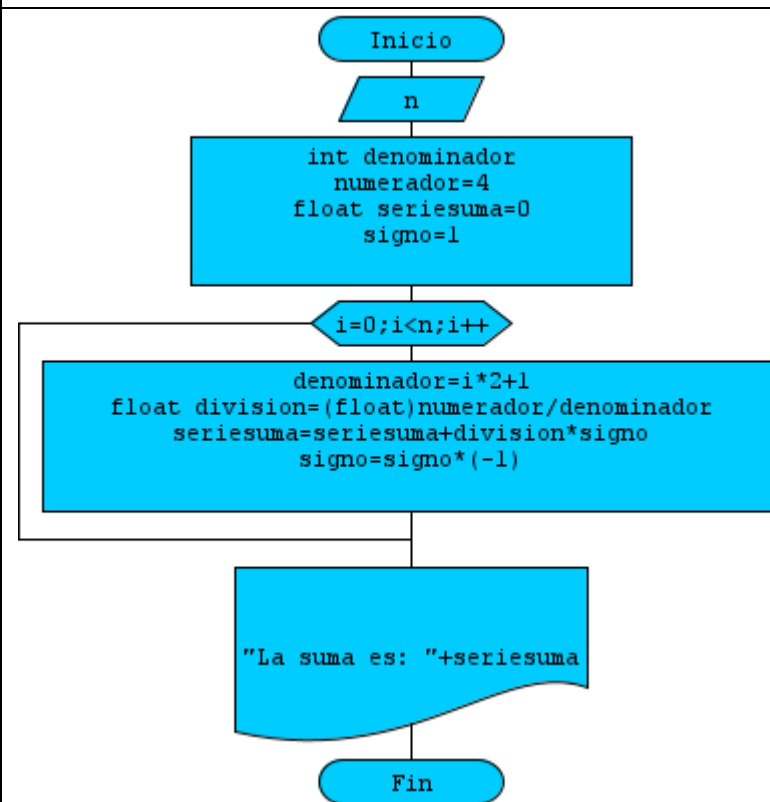 Inicio
n
int denominador
numerador=4
float seriesuma=0
signo=1
i=0;i<n;i++
denominador=i*2+1
float division=(float)numerador/denominador
seriesuma=seriesuma+division*signo
signo=signo*(-1)
"La suma es: "+seriesuma
Fin